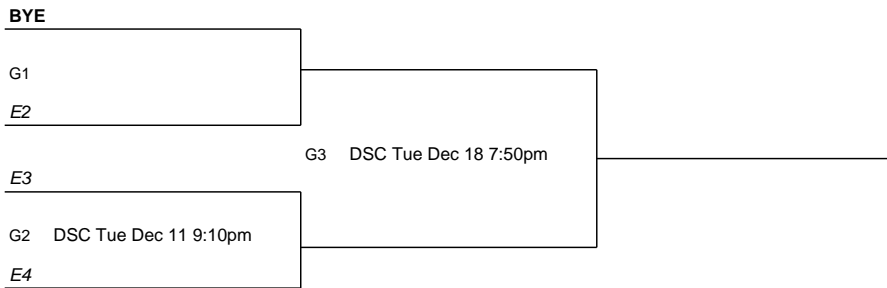 BYE
G1
E2
G3 DSC Tue Dec 18 7:50pm
E3
G2 DSC Tue Dec 11 9:10pm
E4